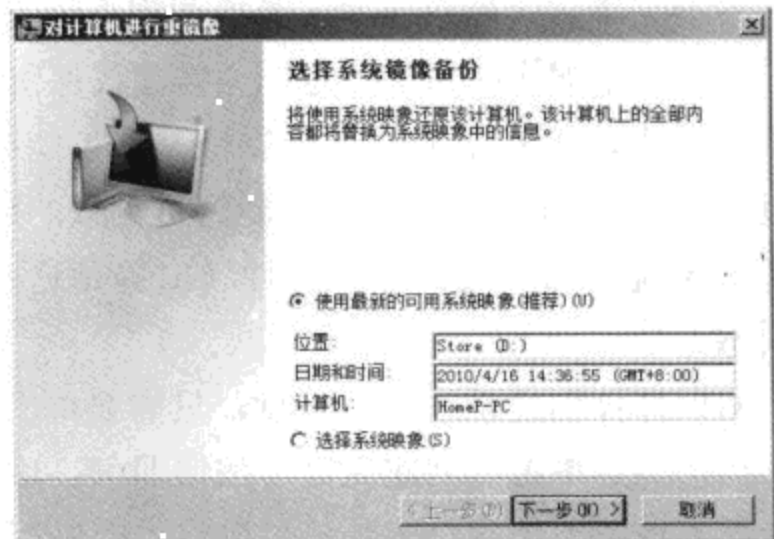 对计算机进行重镜像
选择系统镜像备份
将使用系统映象还原该计算机。该计算机上的全部内
容都将替换为系统映象中的信息。
使用最新的可用系统映象(推荐)(U)
位置:
Store (D:)
日期和时间:
2010/4/16 14:36:55 (GMT+8:00)
计算机:
HomeP-PC
选择系统映象(S)
< 上一步(B)
下一步(N) >
取消